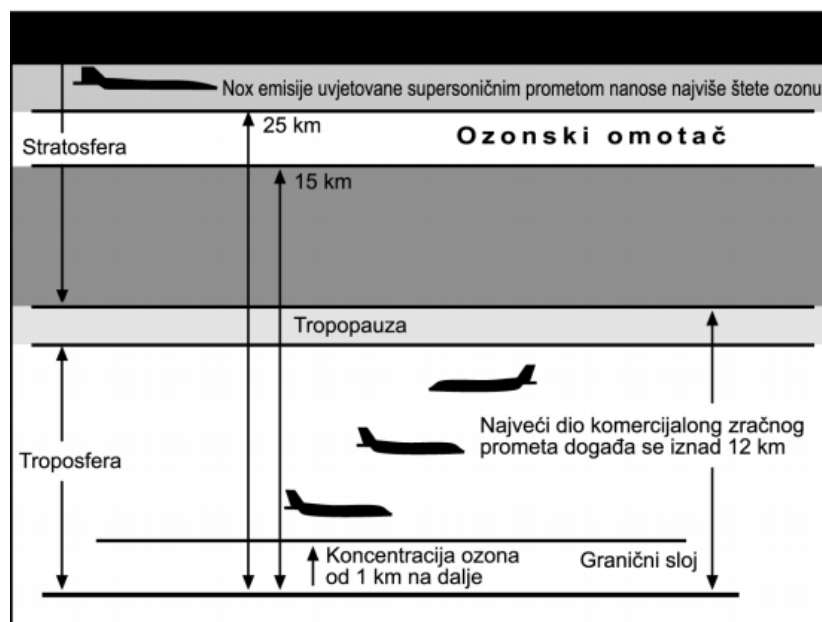 Nox emisije uvjetovane supersoničnim prometom nanose najviše štete ozonu
25 km
Ozonski omotač
Stratosfera
15 km
Tropopauza
Najveći dio komercijalong zračnog
prometa događa se iznad 12 km
Troposfera
Koncentracija ozona
od 1 km na dalje
Granični sloj